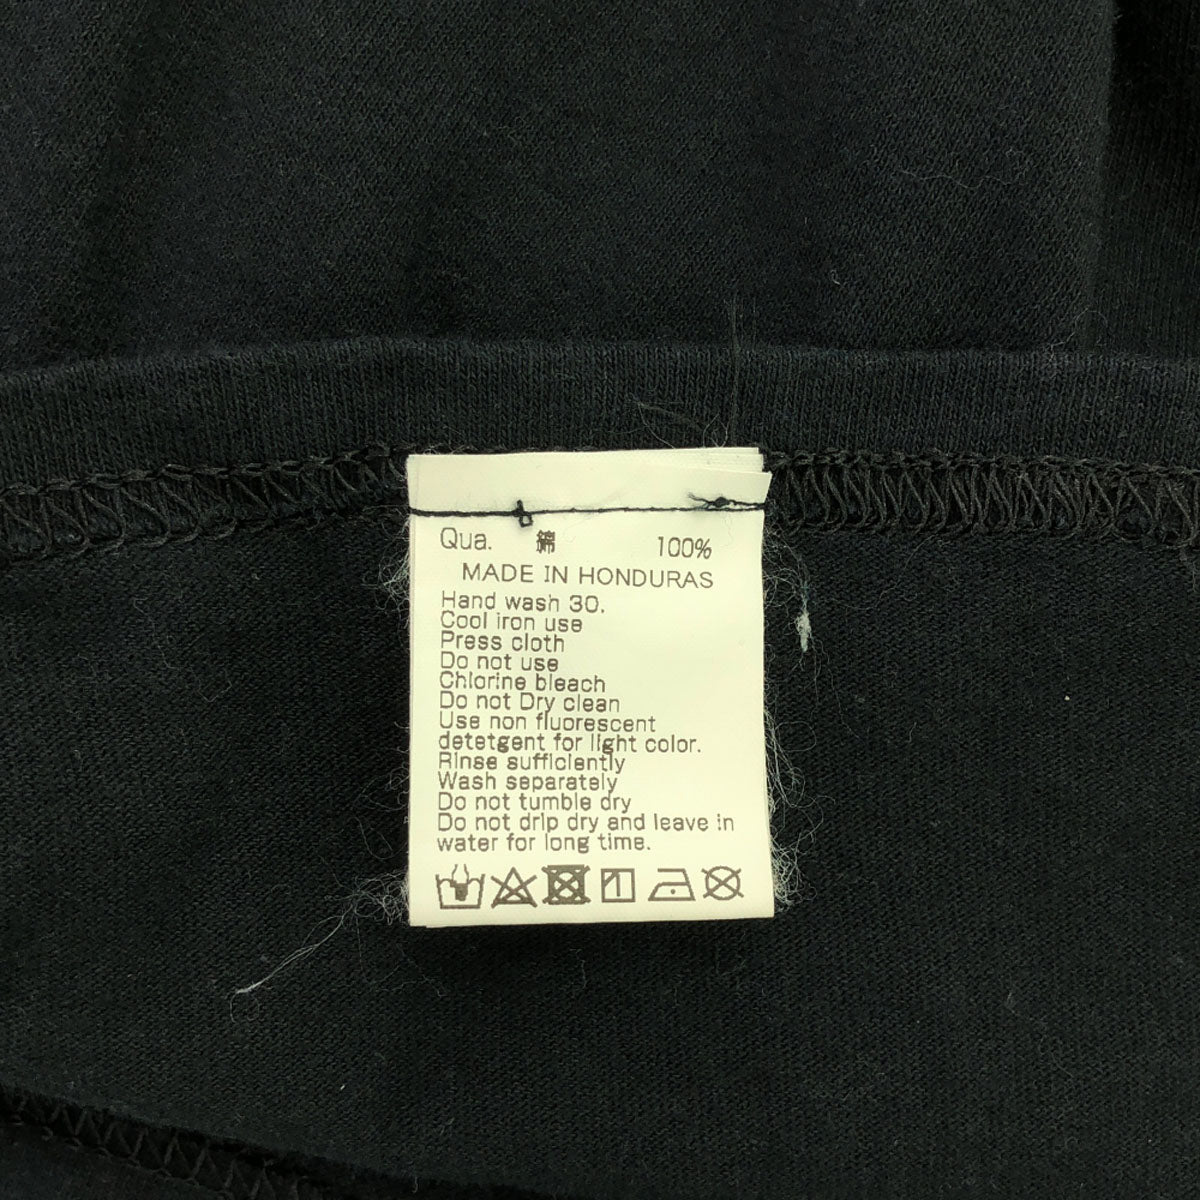 Qua. 綿 100%
MADE IN HONDURAS
Hand wash 30.
Cool iron use
Press cloth
Do not use
Chlorine bleach
Do not Dry clean
Use non fluorescent
detetgent for light color.
Rinse sufficiently
Wash separately
Do not tumble dry
Do not drip dry and leave in
water for long time.